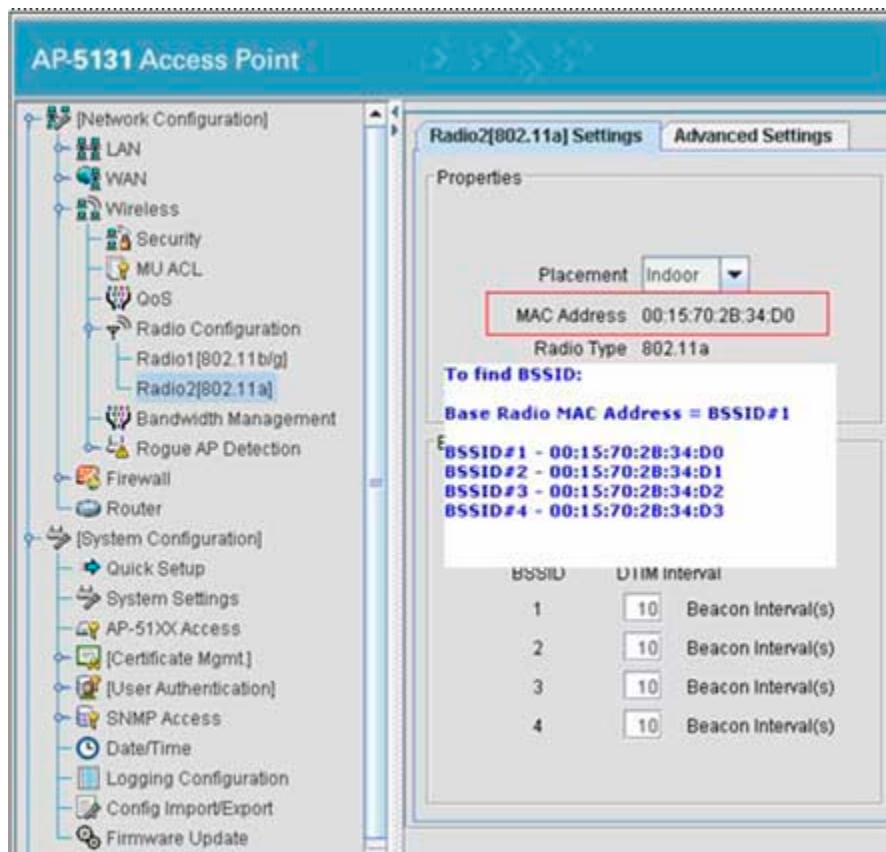 AP-5131 Access Point
[Network Configuration]
LAN
WAN
Wireless
Security
MU ACL
QoS
Radio Configuration
Radio1[802.11b/g]
Radio2[802.11a]
Bandwidth Management
Rogue AP Detection
Firewall
Router
[System Configuration]
Quick Setup
System Settings
AP-51XX Access
[Certificate Mgmt.]
[User Authentication]
SNMP Access
Date/Time
Logging Configuration
Config Import/Export
Firmware Update
Radio2[802.11a] Settings
Advanced Settings
Properties
Placement Indoor
MAC Address 00:15:70:2B:34:D0
Radio Type 802.11a
To find BSSID:
Base Radio MAC Address = BSSID#1
BSSID#1 - 00:15:70:2B:34:D0
BSSID#2 - 00:15:70:2B:34:D1
BSSID#3 - 00:15:70:2B:34:D2
BSSID#4 - 00:15:70:2B:34:D3
BSSID DTIM Interval
1 10 Beacon Interval(s)
2 10 Beacon Interval(s)
3 10 Beacon Interval(s)
4 10 Beacon Interval(s)